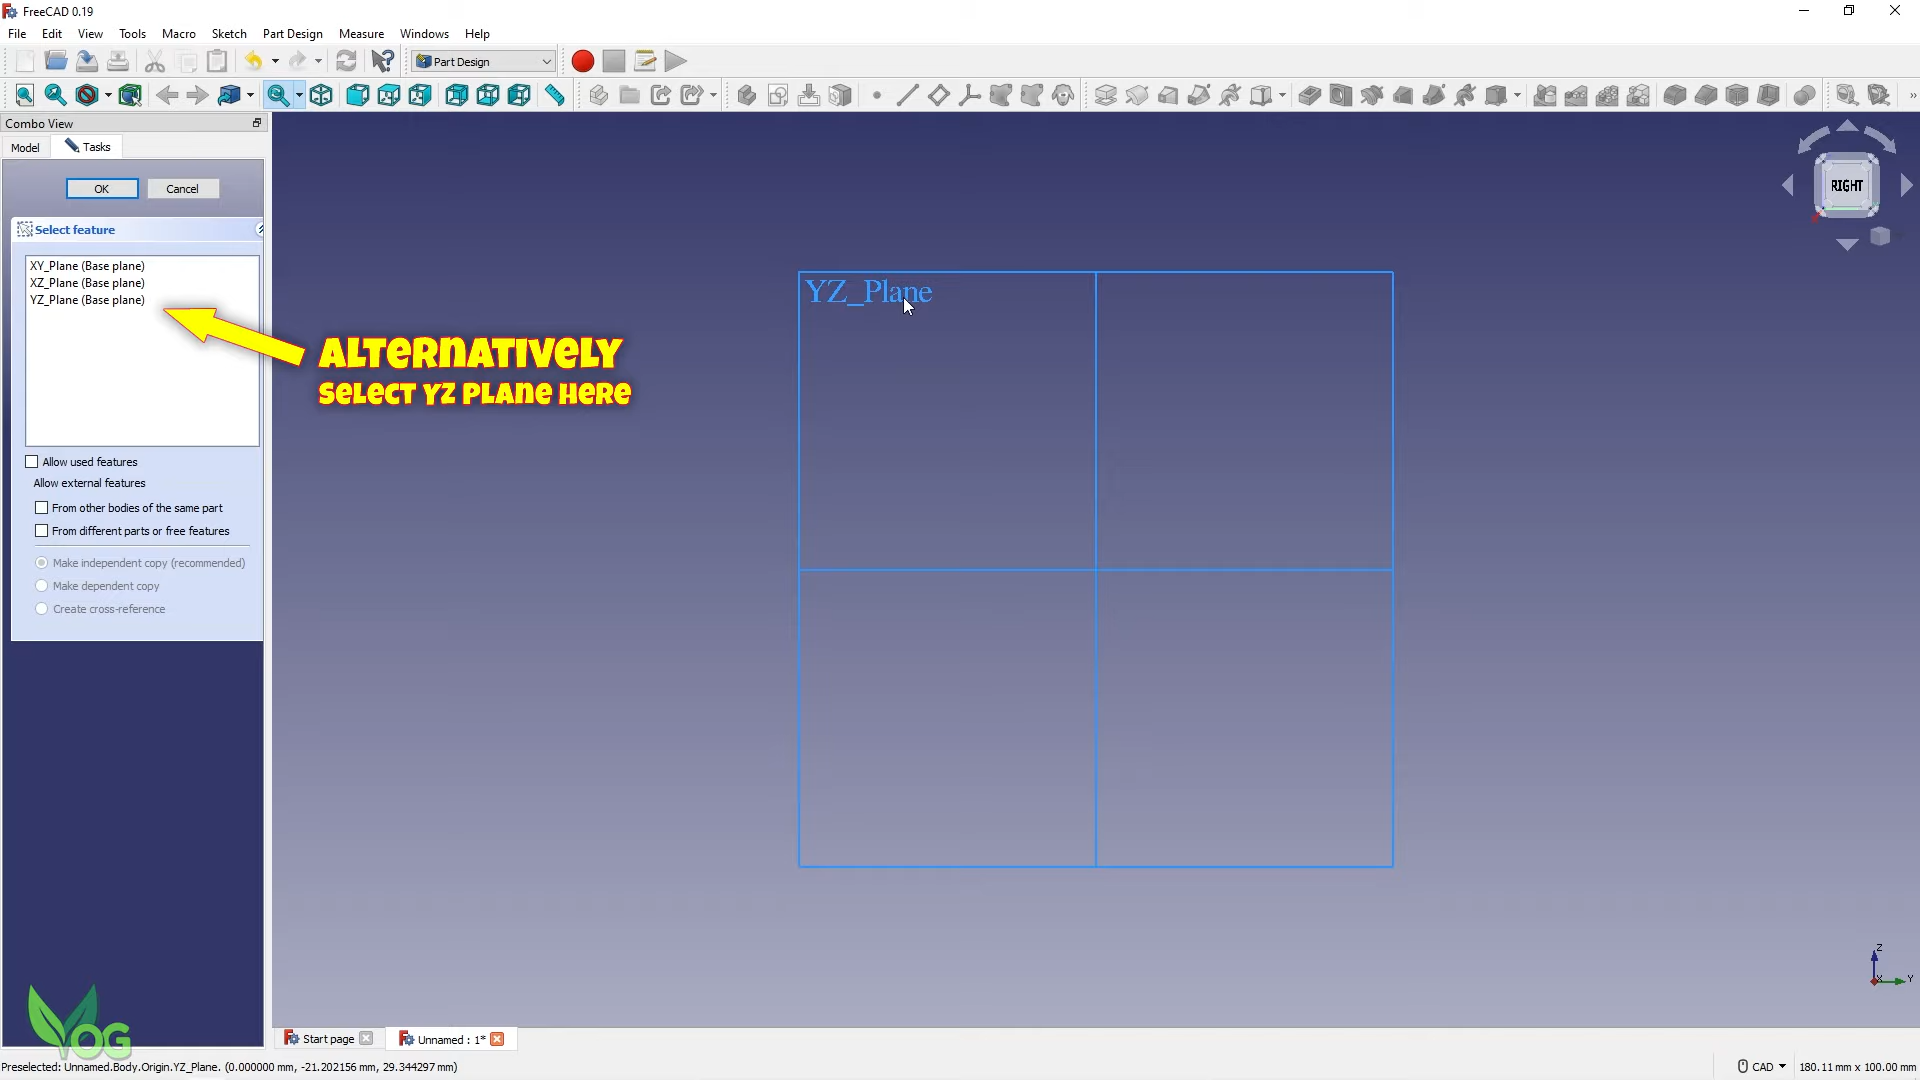 FreeCAD 0.19
File Edit View Tools Macro Sketch Part Design Measure Windows Help
Part Design
Combo View
Model Tasks
OK Cancel
Select feature
XY_Plane (Base plane)
XZ_Plane (Base plane)
YZ_Plane (Base plane)
Allow used features
Allow external features
From other bodies of the same part
From different parts or free features
Make independent copy (recommended)
Make dependent copy
Create cross-reference
ALTERNATIVELY
SELECT YZ PLANE HERE
YZ_Plane
RIGHT
Z
X
Y
YOG
Start page
Unnamed : 1*
Preselected: Unnamed.Body.Origin.YZ_Plane. (0.000000 mm, -21.202156 mm, 29.344297 mm)
CAD
180.11 mm x 100.00 mm